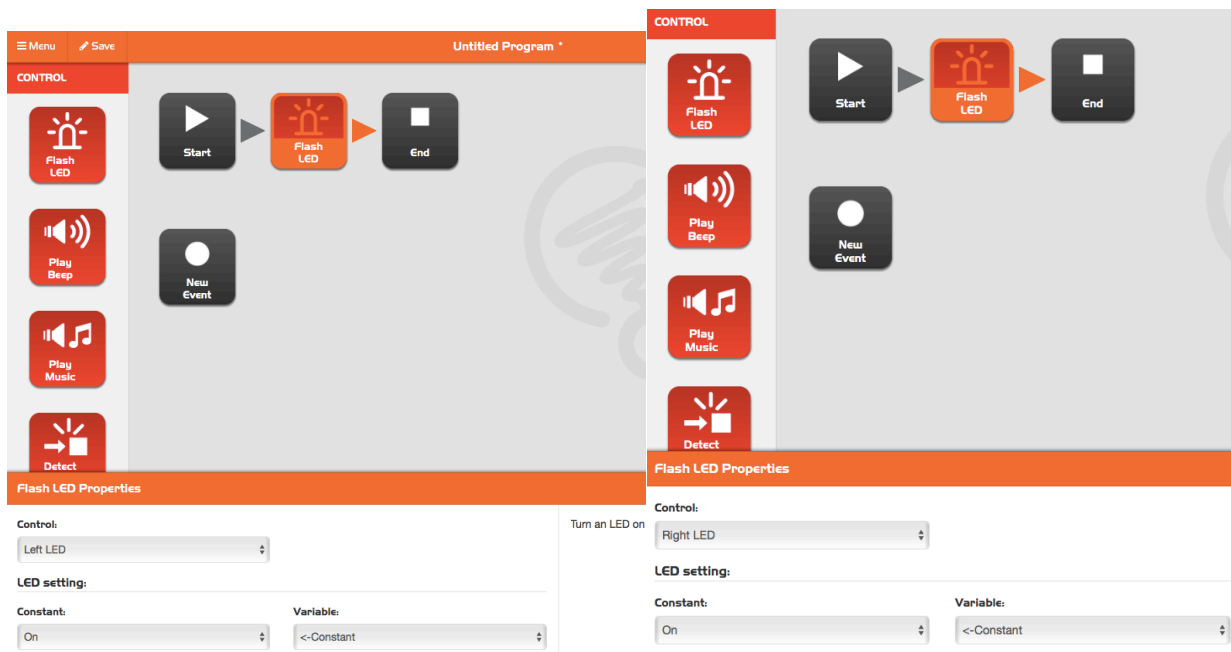 Menu Save Untitled Program *
CONTROL
Start
Flash
LED
End
Flash
LED
Play
Beep
New
Event
Play
Music
Detect
Flash LED Properties
Control:
Left LED
Turn an LED on
LED setting:
Constant: Variable:
On <-Constant
CONTROL
Start
Flash
LED
End
Flash
LED
Play
Beep
New
Event
Play
Music
Detect
Flash LED Properties
Control:
Right LED
LED setting:
Constant: Variable:
On <-Constant